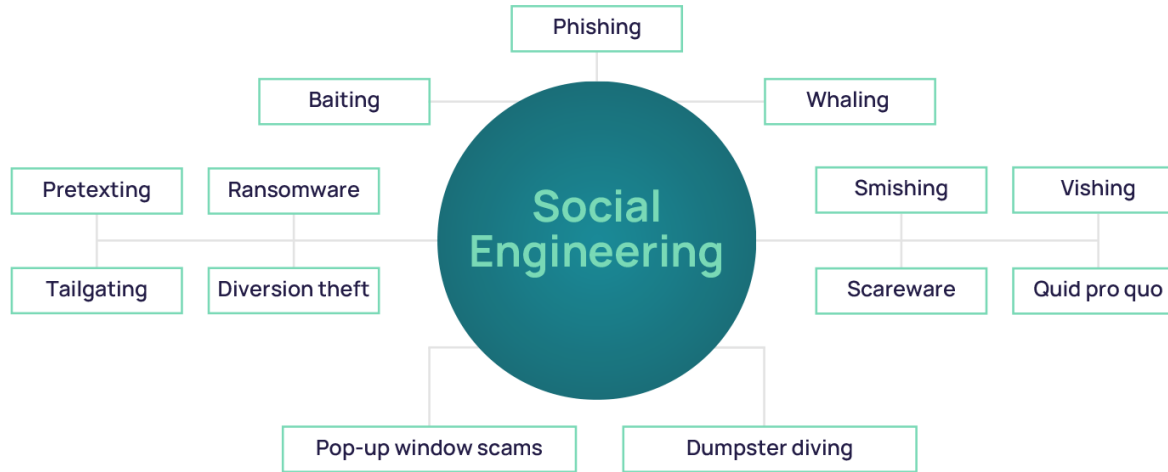 Phishing
Baiting
Whaling
Pretexting
Ransomware
Smishing
Vishing
Social
Engineering
Tailgating
Diversion theft
Scareware
Quid pro quo
Pop-up window scams
Dumpster diving